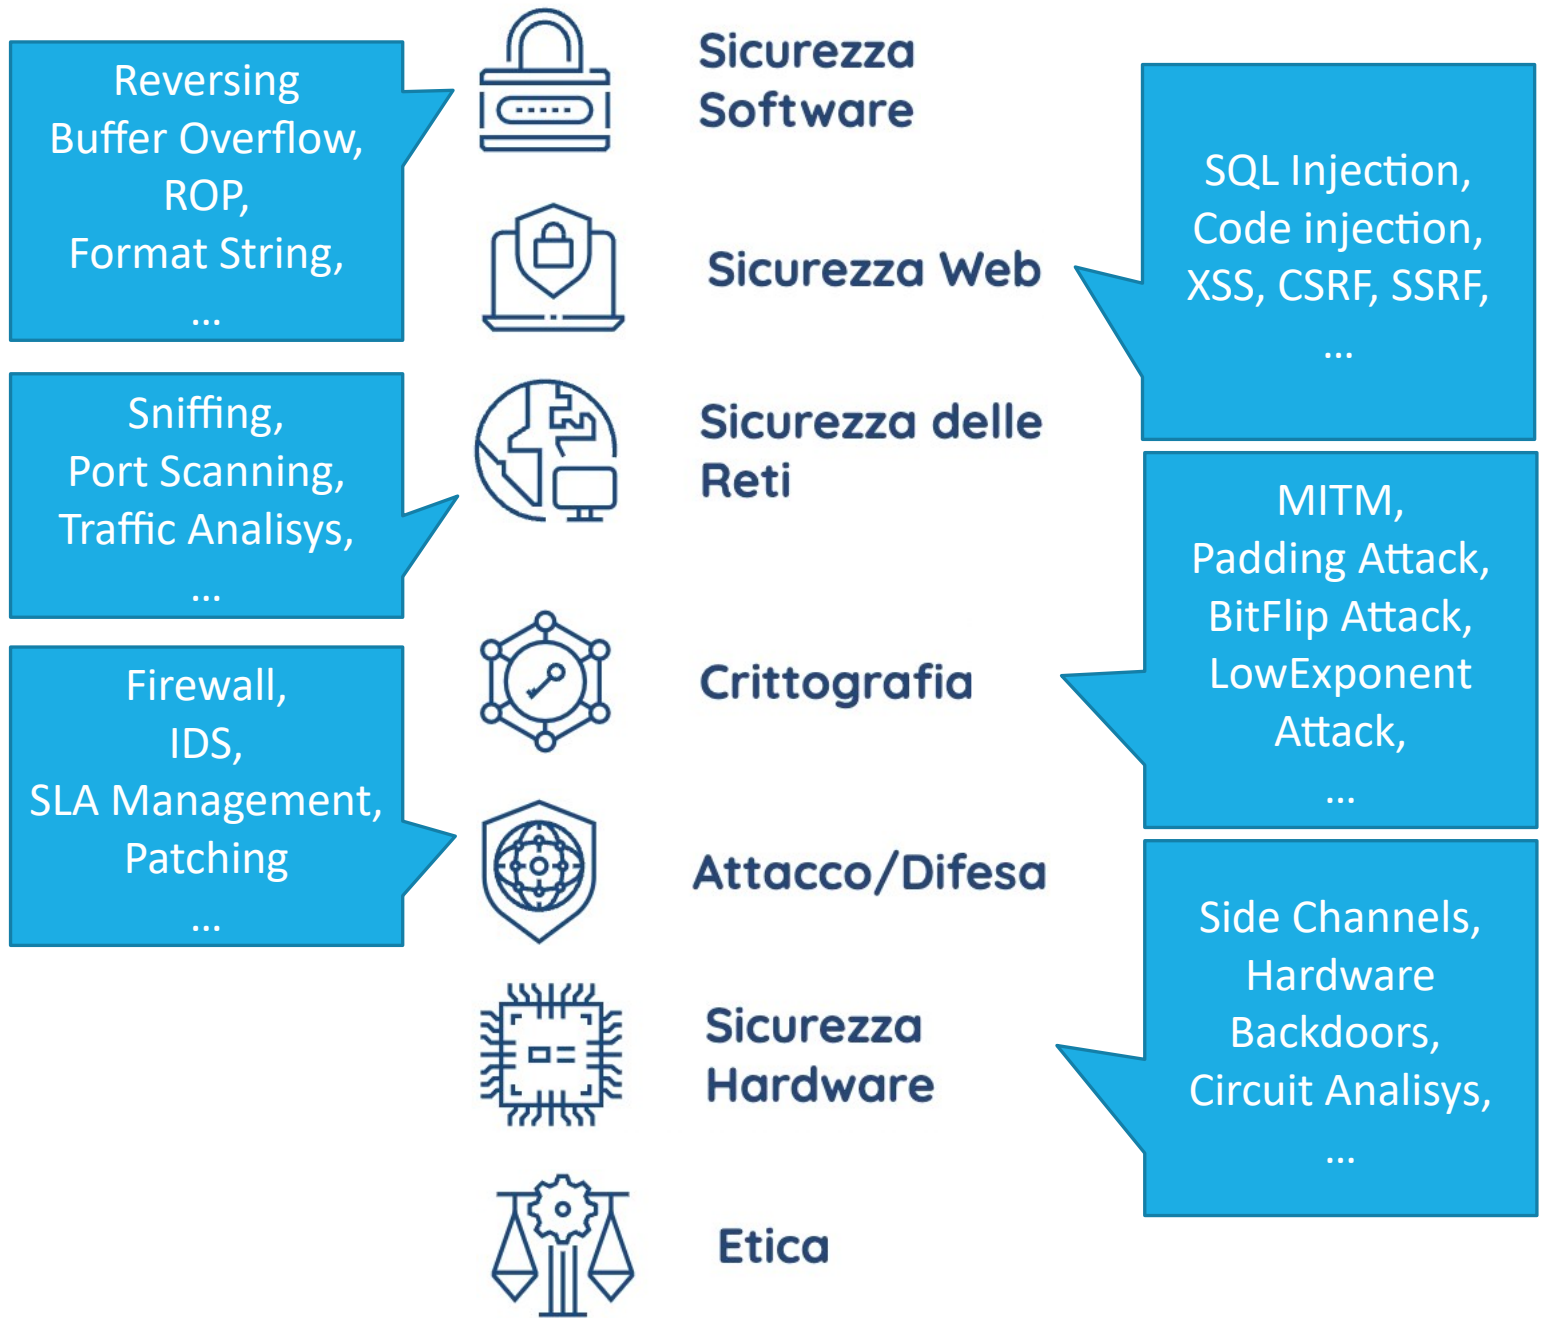 Reversing
Buffer Overflow,
ROP,
Format String,
...
Sicurezza
Software
Sicurezza Web
SQL Injection,
Code injection,
XSS, CSRF, SSRF,
...
Sniffing,
Port Scanning,
Traffic Analisys,
...
Sicurezza delle
Reti
Crittografia
MITM,
Padding Attack,
BitFlip Attack,
LowExponent
Attack,
...
Firewall,
IDS,
SLA Management,
Patching
...
Attacco/Difesa
Sicurezza
Hardware
Side Channels,
Hardware
Backdoors,
Circuit Analisys,
...
Etica